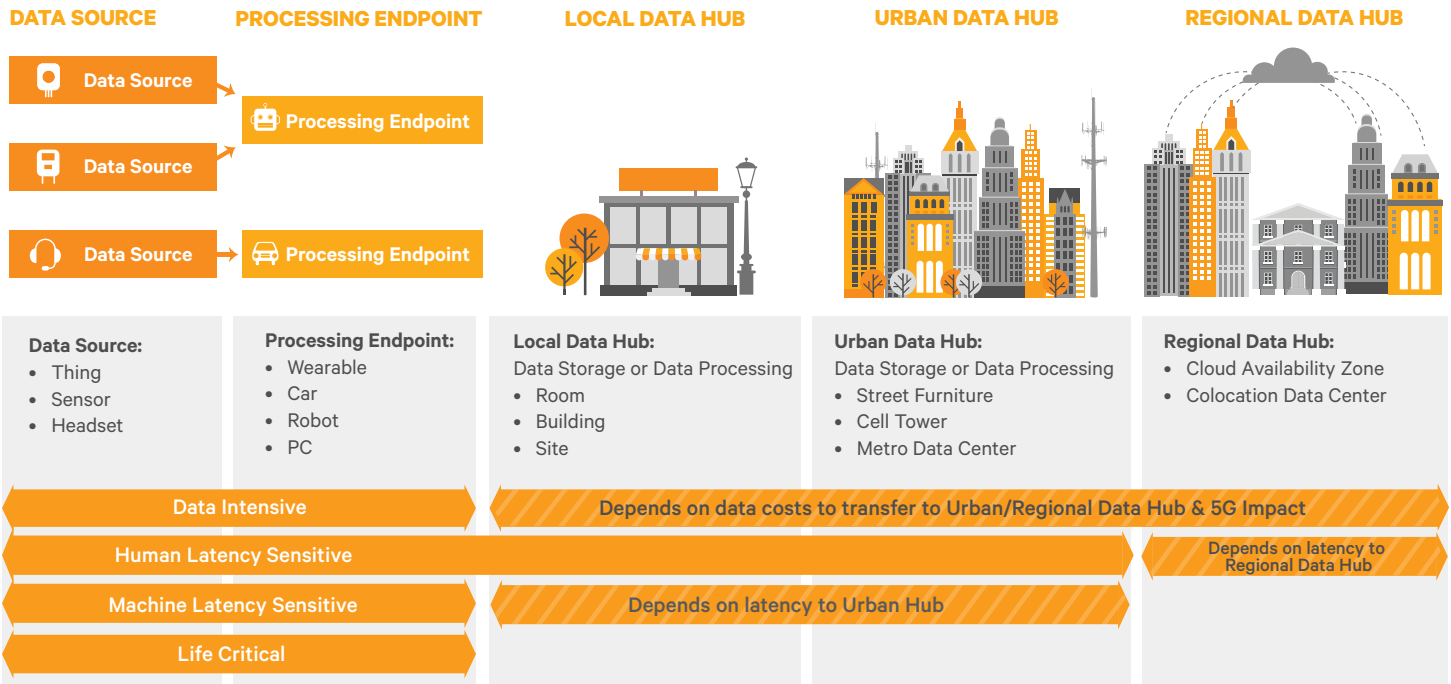 DATA SOURCE
PROCESSING ENDPOINT
LOCAL DATA HUB
URBAN DATA HUB
REGIONAL DATA HUB
Data Source
Processing Endpoint
Data Source
Data Source
Processing Endpoint
Data Source:
• Thing
• Sensor
• Headset
Processing Endpoint:
• Wearable
• Car
• Robot
• PC
Local Data Hub:
Data Storage or Data Processing
• Room
• Building
• Site
Urban Data Hub:
Data Storage or Data Processing
• Street Furniture
• Cell Tower
• Metro Data Center
Regional Data Hub:
• Cloud Availability Zone
• Colocation Data Center
Data Intensive
Depends on data costs to transfer to Urban/Regional Data Hub & 5G Impact
Human Latency Sensitive
Depends on latency to
Regional Data Hub
Machine Latency Sensitive
Depends on latency to Urban Hub
Life Critical